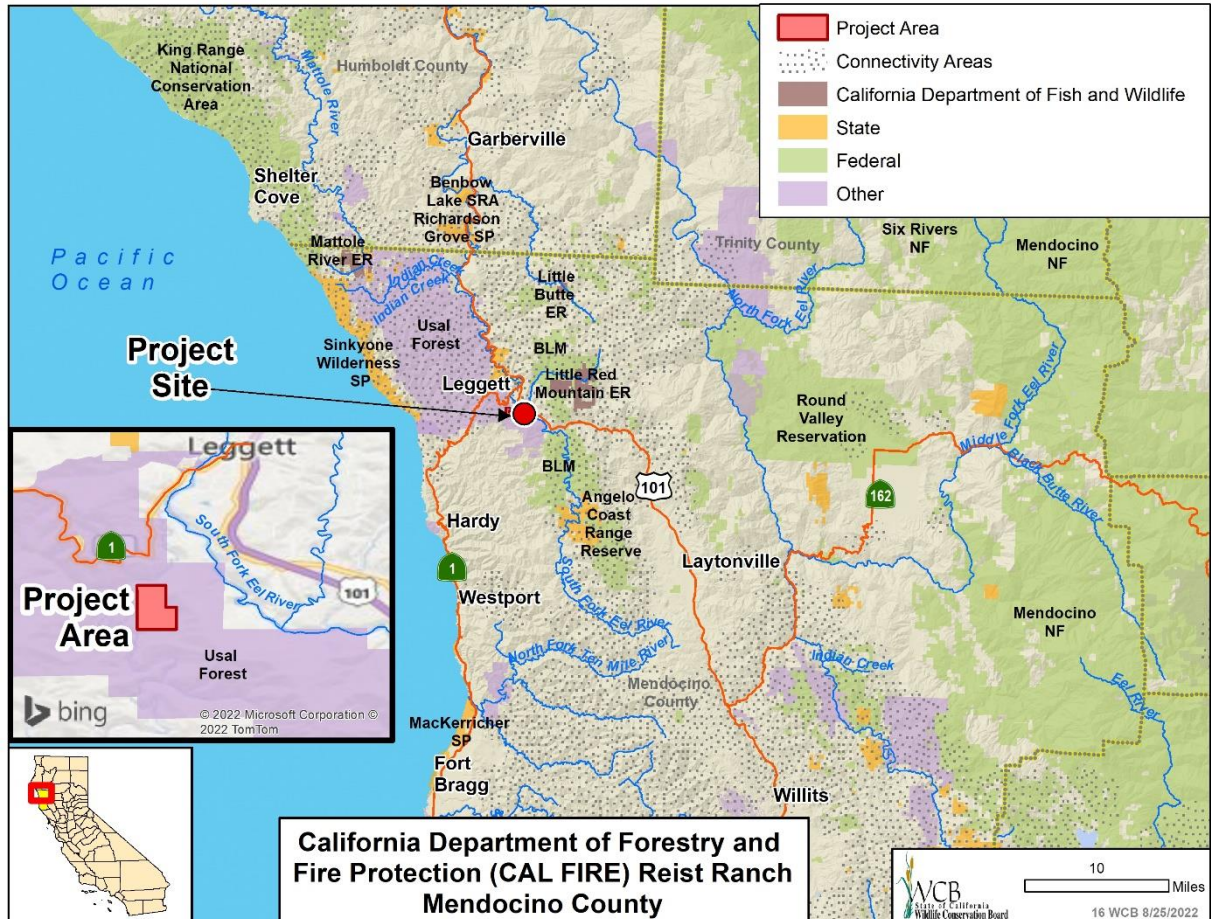 Project Area
Connectivity Areas
California Department of Fish and Wildlife
State
Federal
Other
King Range
National
Conservation
Area
Mattole River
Humboldt County
Garberville
Shelter
Cove
Benbow
Lake SRA
Richardson
Grove SP
Trinity County
Six Rivers
NF
Mendocino
NF
Mattole
River ER
Pacific
Ocean
Indian Creek
Indian Creek
Little
Butte
ER
North Fork Eel River
Usal
Forest
Sinkyone
Wilderness
SP
BLM
Project
Site
Leggett
Little Red
Mountain ER
Round
Valley
Reservation
Middle Fork Eel River
Black Butte River
BLM
101
162
Angelo
Coast
Range
Reserve
Hardy
1
Westport
Laytonville
South Fork Eel River
North Fork Ten Mile River
Indian Creek
Mendocino
NF
Mendocino
County
Eel River
MacKerricher
SP
Fort
Bragg
Willits
Leggett
1
South Fork Eel River
101
Project
Area
Usal
Forest
bing
© 2022 Microsoft Corporation ©
2022 TomTom
California Department of Forestry and
Fire Protection (CAL FIRE) Reist Ranch
Mendocino County
WCB
State of California
Wildlife Conservation Board
10
Miles
16 WCB 8/25/2022